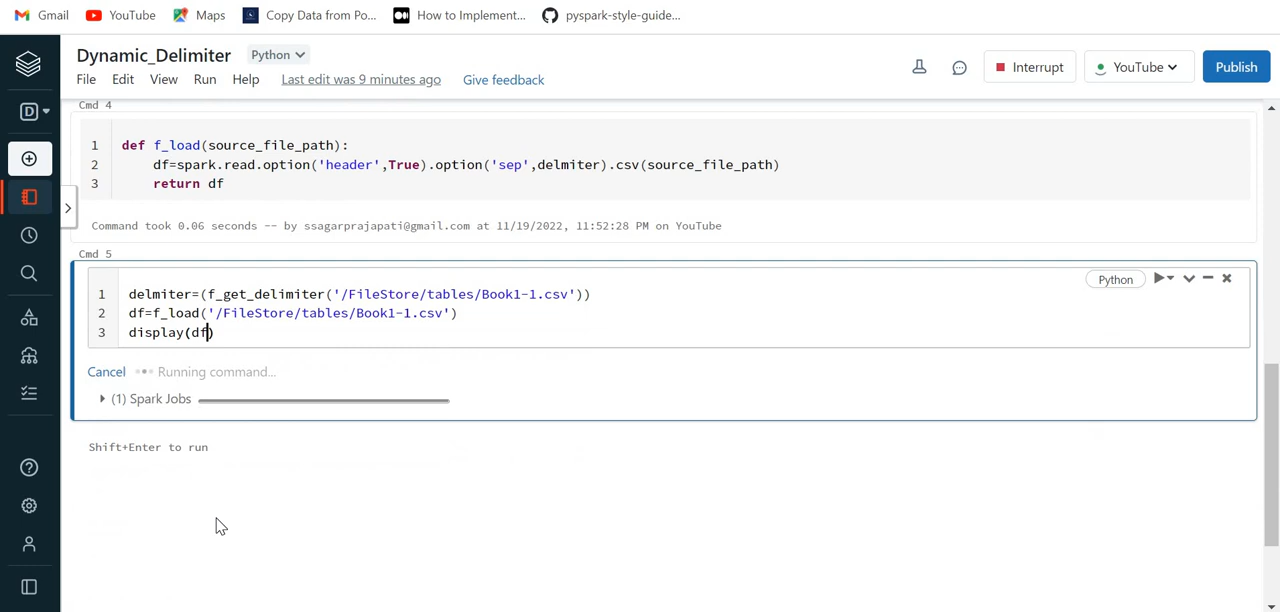 Gmail YouTube Maps Copy Data from Po... How to Implement... pyspark-style-guide...
Dynamic_Delimiter Python
File Edit View Run Help Last edit was 9 minutes ago Give feedback
Interrupt YouTube Publish
D
Cmd 4
1 def f_load(source_file_path):
2 df=spark.read.option('header',True).option('sep',delmiter).csv(source_file_path)
3 return df
Command took 0.06 seconds -- by ssagarprajapati@gmail.com at 11/19/2022, 11:52:28 PM on YouTube
Cmd 5
Python
1 delmiter=(f_get_delimiter('/FileStore/tables/Book1-1.csv'))
2 df=f_load('/FileStore/tables/Book1-1.csv')
3 display(df)
Cancel Running command...
(1) Spark Jobs
Shift+Enter to run